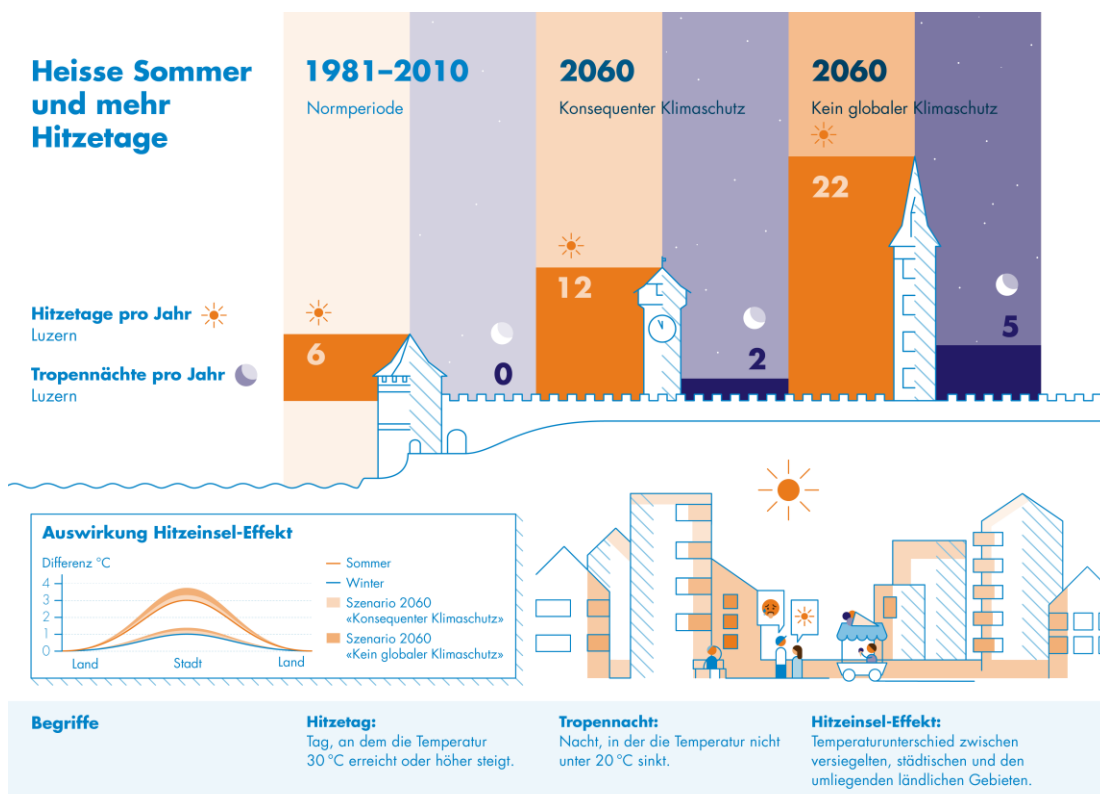 Heisse Sommer
und mehr
Hitzetage
1981–2010
Normperiode
2060
Konsequenter Klimaschutz
2060
Kein globaler Klimaschutz
22
12
6
0
2
5
Hitzetage pro Jahr
Luzern
Tropennächte pro Jahr
Luzern
Auswirkung Hitzeinsel-Effekt
Differenz °C
4
3
2
1
0
Land
Stadt
Land
Sommer
Winter
Szenario 2060
«Konsequenter Klimaschutz»
Szenario 2060
«Kein globaler Klimaschutz»
Begriffe
Hitzetag:
Tag, an dem die Temperatur
30 °C erreicht oder höher steigt.
Tropennacht:
Nacht, in der die Temperatur nicht
unter 20 °C sinkt.
Hitzeinsel-Effekt:
Temperaturunterschied zwischen
versiegelten, städtischen und den
umliegenden ländlichen Gebieten.